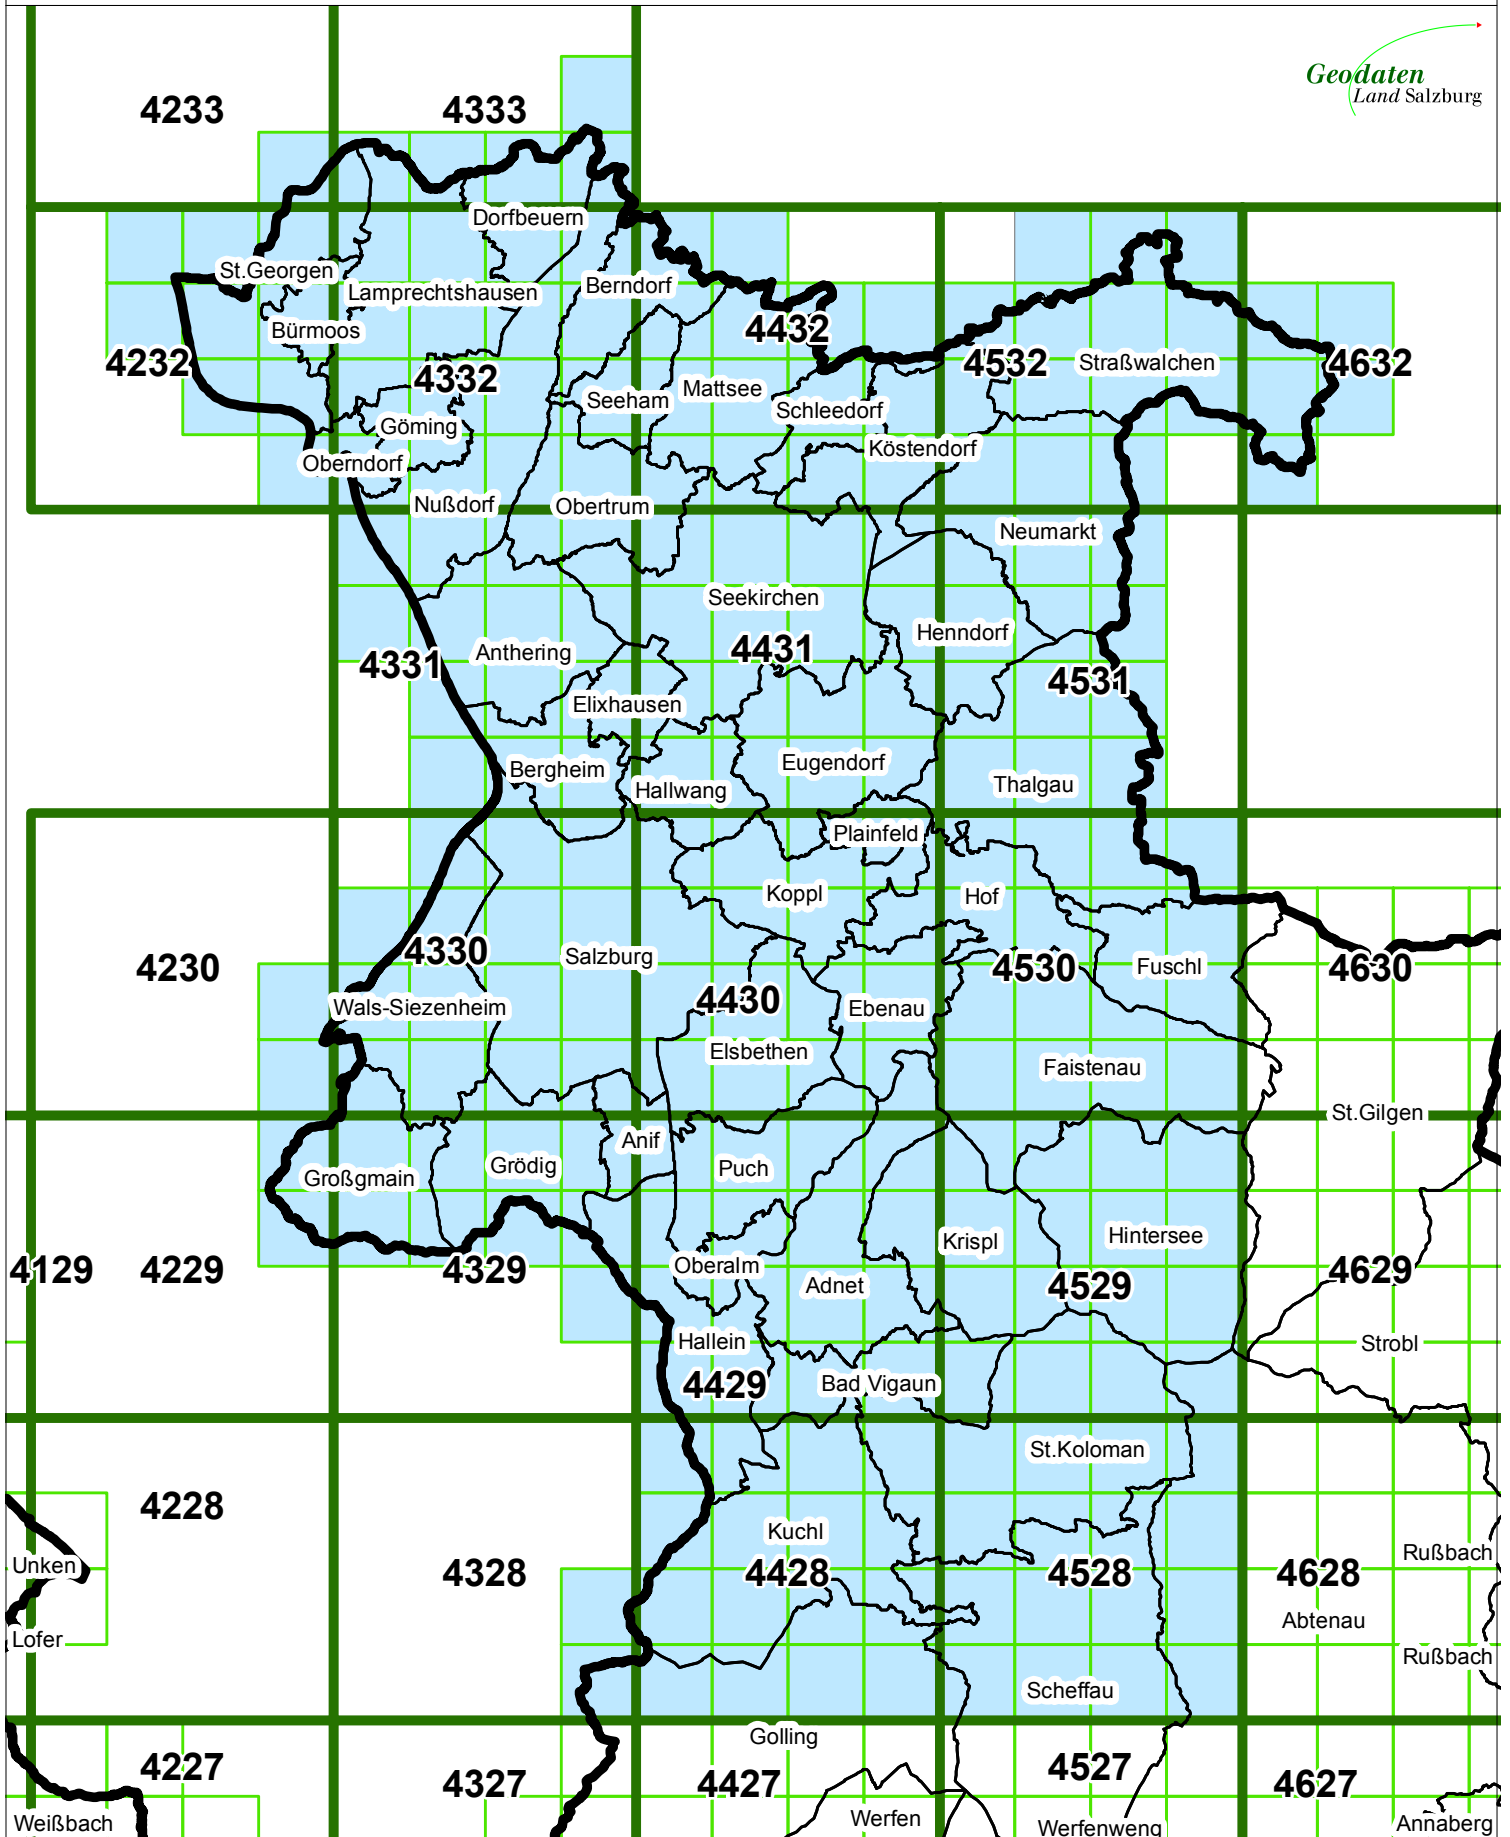 Geodaten
Land Salzburg
4233
4333
Dorfbeuern
St.Georgen
Berndorf
Lamprechtshausen
Bürmoos
4432
4232
4532
Straßwalchen
4632
4332
Mattsee
Seeham
Schleedorf
Göming
Köstendorf
Oberndorf
Nußdorf
Obertrum
Neumarkt
Seekirchen
Henndorf
4431
Anthering
4331
4531
Elixhausen
Eugendorf
Bergheim
Thalgau
Hallwang
Plainfeld
Koppl
Hof
4330
Salzburg
4230
4530
Fuschl
4630
4430
Wals-Siezenheim
Ebenau
Elsbethen
Faistenau
St.Gilgen
Anif
Grödig
Puch
Großgmain
Hintersee
Krispl
Oberalm
4129
4229
4329
4629
Adnet
4529
Hallein
Strobl
4429
Bad Vigaun
St.Koloman
4228
Kuchl
Rußbach
Unken
4328
4428
4528
4628
Abtenau
Lofer
Rußbach
Scheffau
Golling
4227
4327
4427
4527
4627
Weißbach
Werfen
Werfenweng
Annaberg